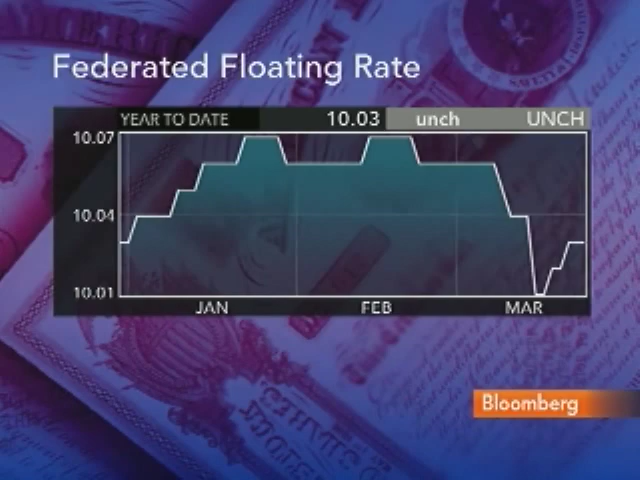 Federated Floating Rate
YEAR TO DATE 10.03 unch UNCH
10.07
10.04
10.01
JAN FEB MAR
Bloomberg